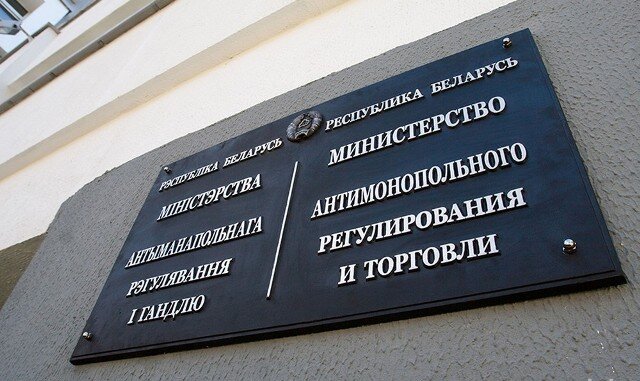 РЭСПУБЛІКА БЕЛАРУСЬ
МІНІСТЭРСТВА
АНТЫМАНАПОЛЬНАГА
РЭГУЛЯВАННЯ
І ГАНДЛЮ
РЕСПУБЛИКА БЕЛАРУСЬ
МИНИСТЕРСТВО
АНТИМОНОПОЛЬНОГО
РЕГУЛИРОВАНИЯ
И ТОРГОВЛИ